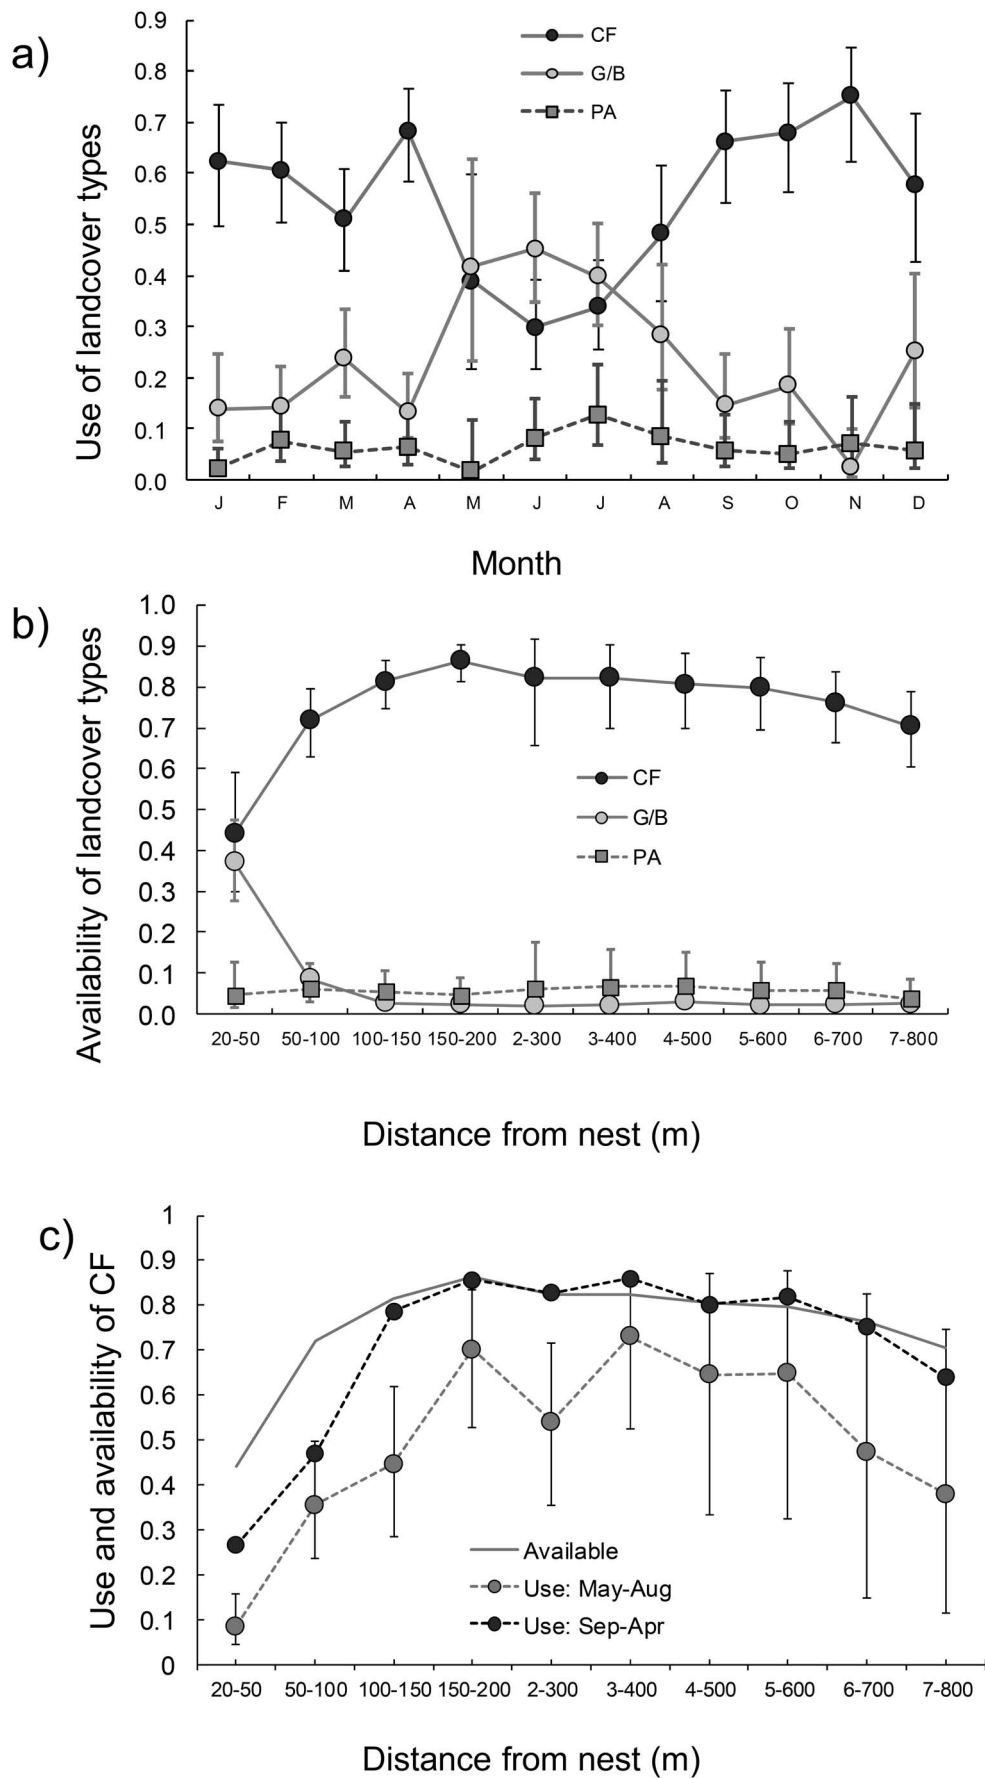 a)
Use of landcover types
0.9
0.8
0.7
0.6
0.5
0.4
0.3
0.2
0.1
0.0
CF
G/B
PA
J F M A M J J A S O N D
Month
b)
Availability of landcover types
1.0
0.9
0.8
0.7
0.6
0.5
0.4
0.3
0.2
0.1
0.0
CF
G/B
PA
20-50 50-100 100-150 150-200 2-300 3-400 4-500 5-600 6-700 7-800
Distance from nest (m)
c)
Use and availability of CF
1
0.9
0.8
0.7
0.6
0.5
0.4
0.3
0.2
0.1
0
Available
Use: May-Aug
Use: Sep-Apr
20-50 50-100 100-150 150-200 2-300 3-400 4-500 5-600 6-700 7-800
Distance from nest (m)